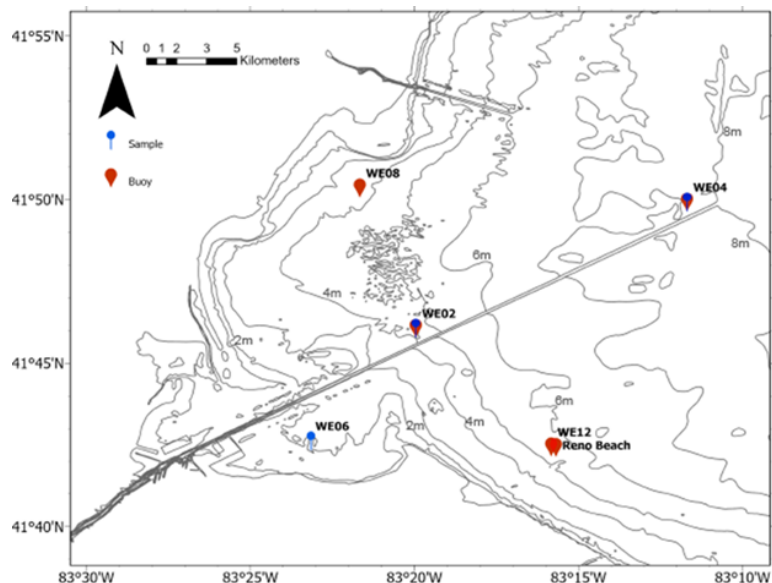 41°55'N
N
0 1 2 3 5
Kilometers
Sample
Buoy
8m
WE08
WE04
41°50'N
8m
6m
4m
WE02
41°45'N
2m
6m
WE06
2m
4m
WE12
Reno Beach
41°40'N
83°30'W 83°25'W 83°20'W 83°15'W 83°10'W